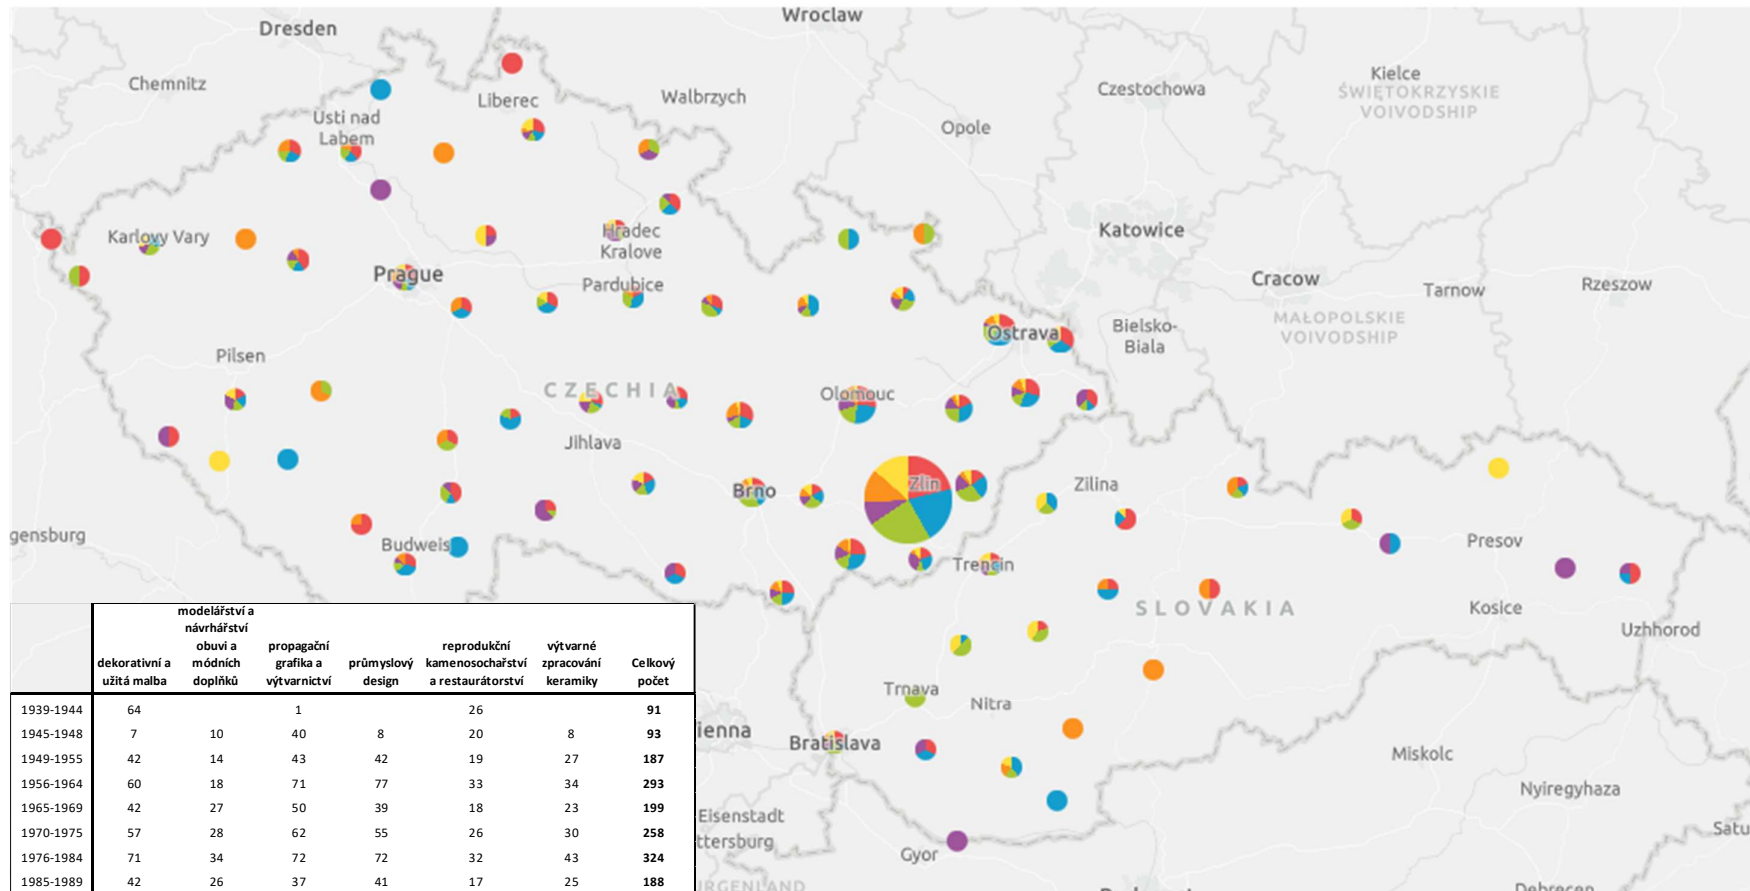 Dresden
Wroclaw
Chemnitz
Liberec
Walbrzych
Czestochowa
Kielce
ŚWIĘTOKRZYSKIE
VOIVODSHIP
Usti nad
Labem
Opole
Karlovy Vary
Hradec
Kralove
Katowice
Prague
Pardubice
Cracow
Tarnow
Rzeszow
Ostrava
Bielsko-
Biala
MAŁOPOLSKIE
VOIVODSHIP
Pilsen
CZECHIA
Olomouc
Jihlava
Brno
Zlin
Zilina
gensburg
Budweis
Trencin
Presov
SLOVAKIA
Kosice
Uzhhorod
Trnava
Nitra
ienna
Bratislava
Miskolc
Nyiregyhaza
Eisenstadt
ttersburg
Gyor
Satu
URGENLAND
Debrecen
dekorativní a užitá malba
modelářství a návrhářství obuvi a módních doplňků
propagační grafika a výtvarnictví
průmyslový design
reprodukční kamenosochařství a restaurátorství
výtvarné zpracování keramiky
Celkový počet
1939-1944 64 1 26 91
1945-1948 7 10 40 8 20 8 93
1949-1955 42 14 43 42 19 27 187
1956-1964 60 18 71 77 33 34 293
1965-1969 42 27 50 39 18 23 199
1970-1975 57 28 62 55 26 30 258
1976-1984 71 34 72 72 32 43 324
1985-1989 42 26 37 41 17 25 188